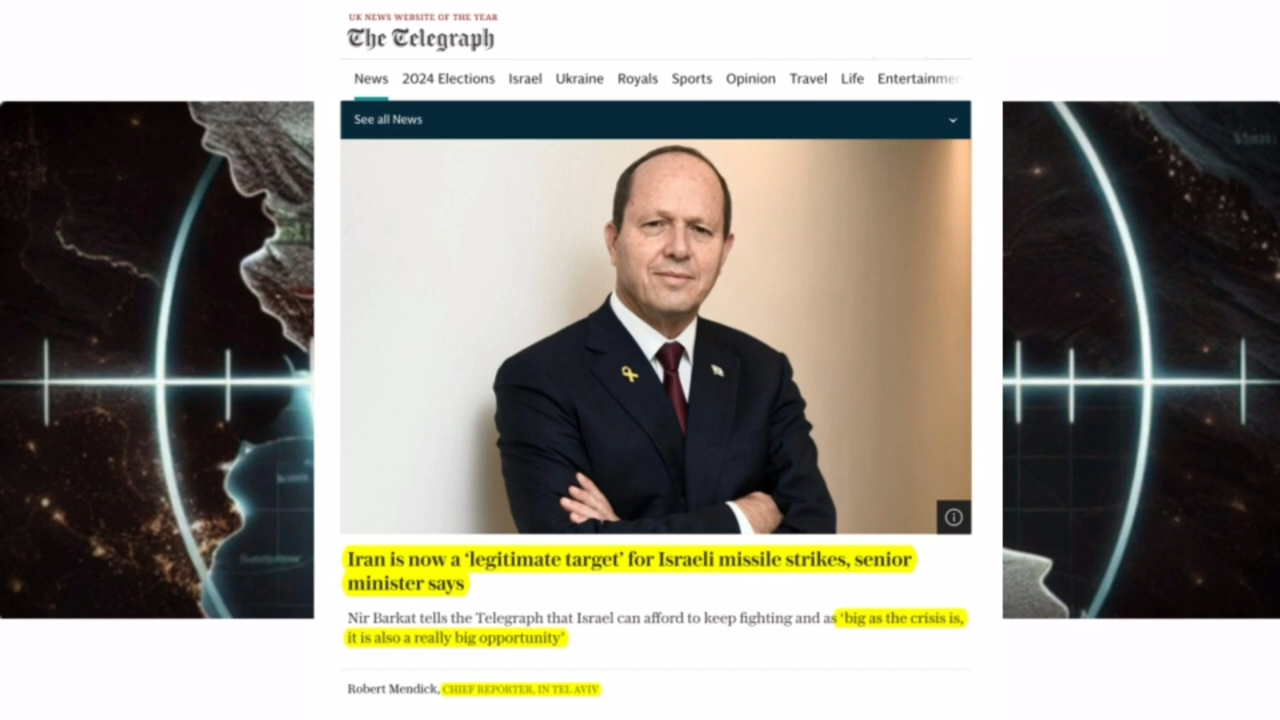 UK NEWS WEBSITE OF THE YEAR
The Telegraph
News 2024 Elections Israel Ukraine Royals Sports Opinion Travel Life Entertainmen
See all News
Iran is now a ‘legitimate target’ for Israeli missile strikes, senior
minister says
Nir Barkat tells the Telegraph that Israel can afford to keep fighting and as ‘big as the crisis is,
it is also a really big opportunity’
Robert Mendick, CHIEF REPORTER, IN TEL AVIV